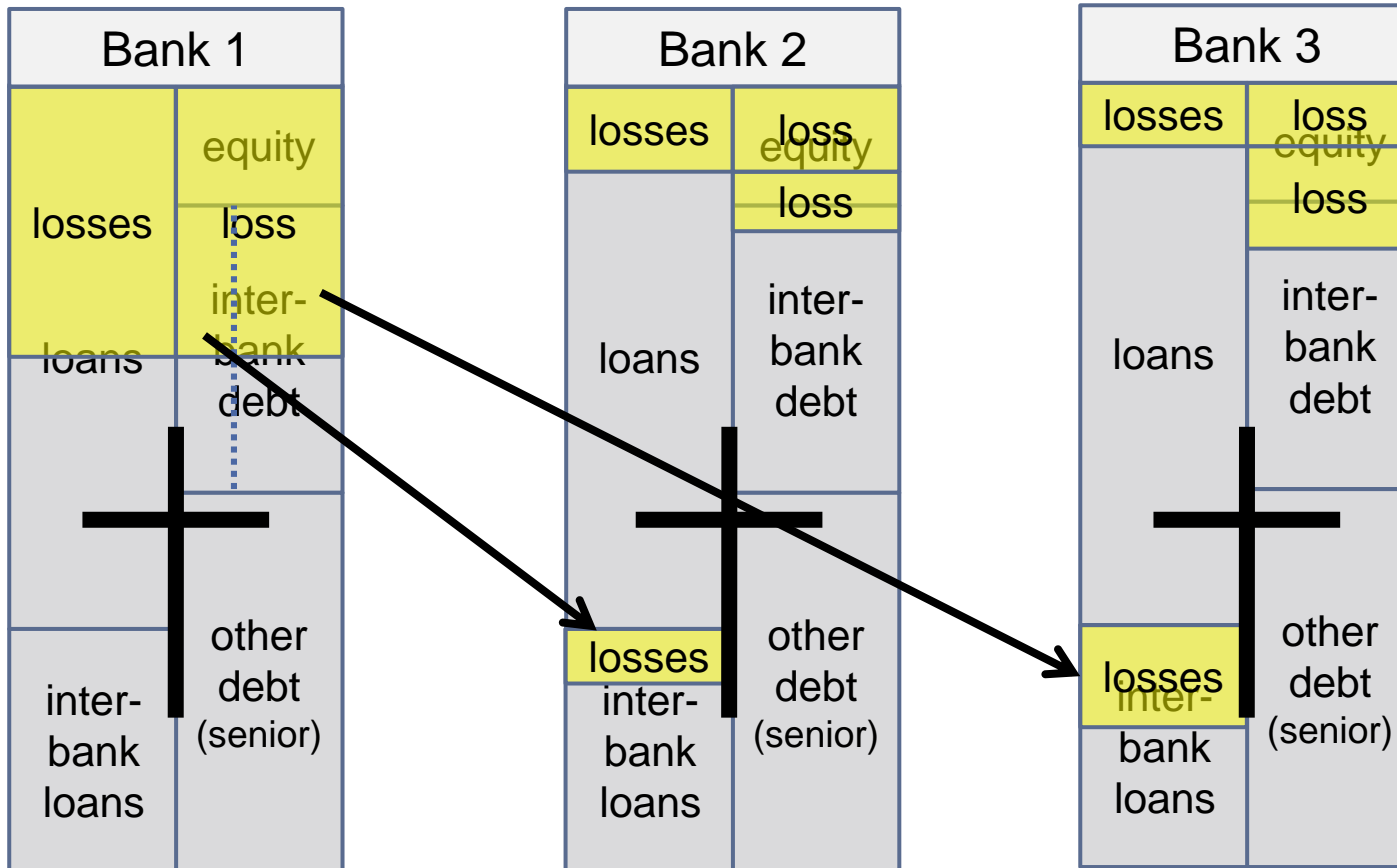 Bank 1
losses
loans
inter-
bank
loans
equity
loss
inter-
bank
debt
other
debt
(senior)
Bank 2
losses
loans
losses
inter-
bank
loans
loss
equity
loss
inter-
bank
debt
other
debt
(senior)
Bank 3
losses
loans
losses
inter-
bank
loans
loss
equity
loss
inter-
bank
debt
other
debt
(senior)